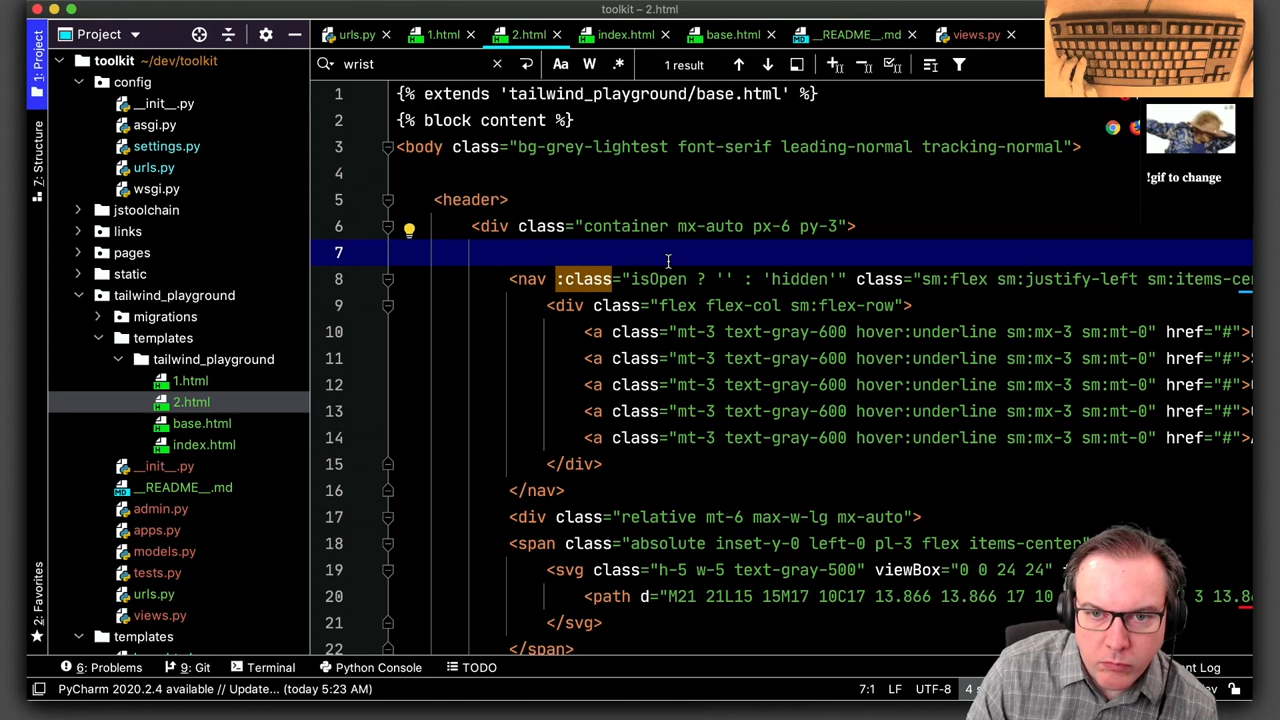 toolkit – 2.html
Project
urls.py
1.html
2.html
index.html
base.html
__README__.md
views.py
1: Project
7: Structure
2: Favorites
toolkit ~/dev/toolkit
config
__init__.py
asgi.py
settings.py
urls.py
wsgi.py
jstoolchain
links
pages
static
tailwind_playground
migrations
templates
tailwind_playground
1.html
2.html
base.html
index.html
__init__.py
__README__.md
admin.py
apps.py
models.py
tests.py
urls.py
views.py
templates
wrist
Aa W .* 1 result
!gif to change
1 {% extends 'tailwind_playground/base.html' %}
2 {% block content %}
3 <body class="bg-grey-lightest font-serif leading-normal tracking-normal">
4
5 <header>
6 <div class="container mx-auto px-6 py-3">
7
8 <nav :class="isOpen ? '' : 'hidden'" class="sm:flex sm:justify-left sm:items-cen
9 <div class="flex flex-col sm:flex-row">
10 <a class="mt-3 text-gray-600 hover:underline sm:mx-3 sm:mt-0" href="#">
11 <a class="mt-3 text-gray-600 hover:underline sm:mx-3 sm:mt-0" href="#">
12 <a class="mt-3 text-gray-600 hover:underline sm:mx-3 sm:mt-0" href="#">
13 <a class="mt-3 text-gray-600 hover:underline sm:mx-3 sm:mt-0" href="#">
14 <a class="mt-3 text-gray-600 hover:underline sm:mx-3 sm:mt-0" href="#">
15 </div>
16 </nav>
17 <div class="relative mt-6 max-w-lg mx-auto">
18 <span class="absolute inset-y-0 left-0 pl-3 flex items-center"
19 <svg class="h-5 w-5 text-gray-500" viewBox="0 0 24 24"
20 <path d="M21 21L15 15M17 10C17 13.866 13.866 17 10 3 13.8
21 </svg>
22 </span>
6: Problems
9: Git
Terminal
Python Console
TODO
Log
PyCharm 2020.2.4 available // Update... (today 5:23 AM)
7:1 LF UTF-8 4